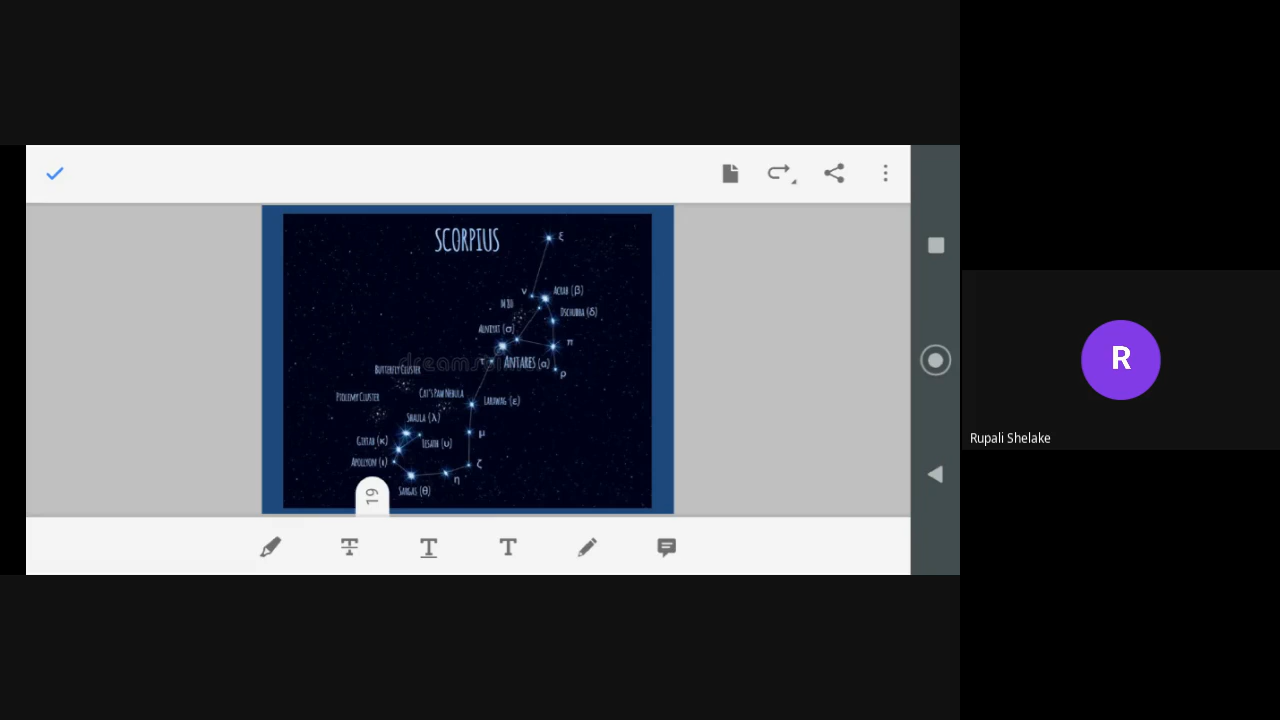 SCORPIUS
ξ
ν
ACRAB (β)
M 80
DSCHUBBA (δ)
ALNIYAT (σ)
π
ANTARES (α)
τ
dreamstime
BUTTERFLY CLUSTER
ρ
CAT'S PAW NEBULA
PTOLEMY CLUSTER
LARAWAG (ε)
SHAULA (λ)
μ
GIRTAB (κ)
LESATH (υ)
APOLLYON (ι)
ζ
η
SARGAS (θ)
19
R
Rupali Shelake